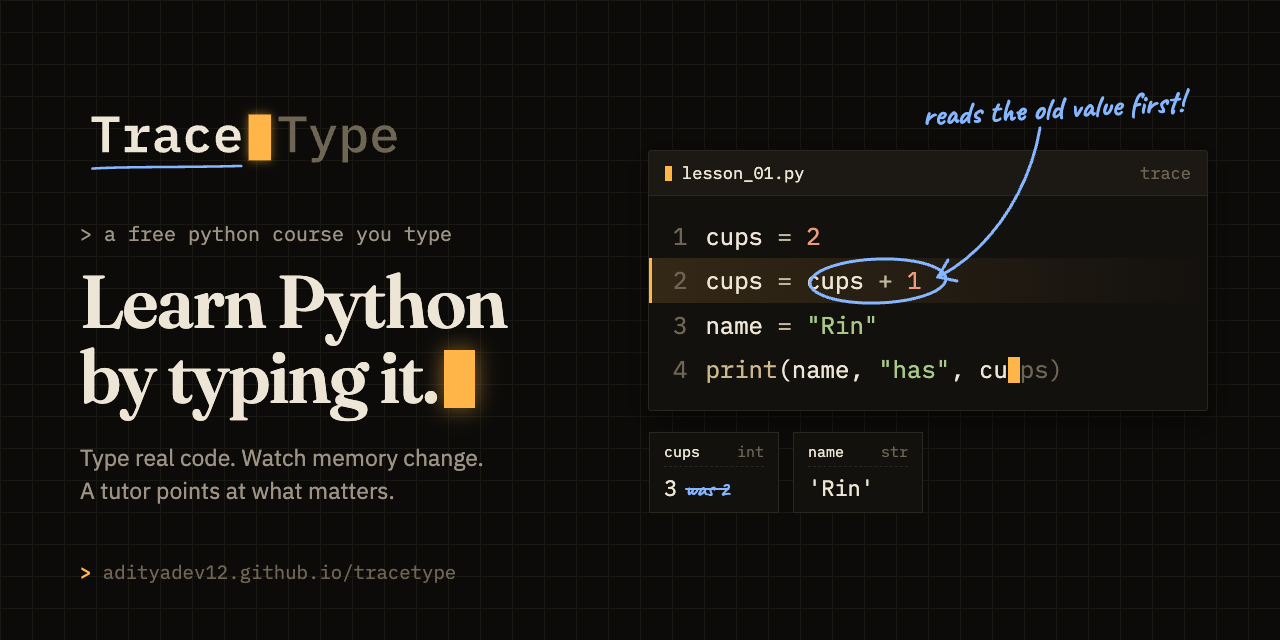 Trace Type
> a free python course you type
Learn Python
by typing it.
Type real code. Watch memory change.
A tutor points at what matters.
> adityadev12.github.io/tracetype
reads the old value first!
lesson_01.py trace
1 cups = 2
2 cups = cups + 1
3 name = "Rin"
4 print(name, "has", cups)
cups int
3 was 2
name str
'Rin'